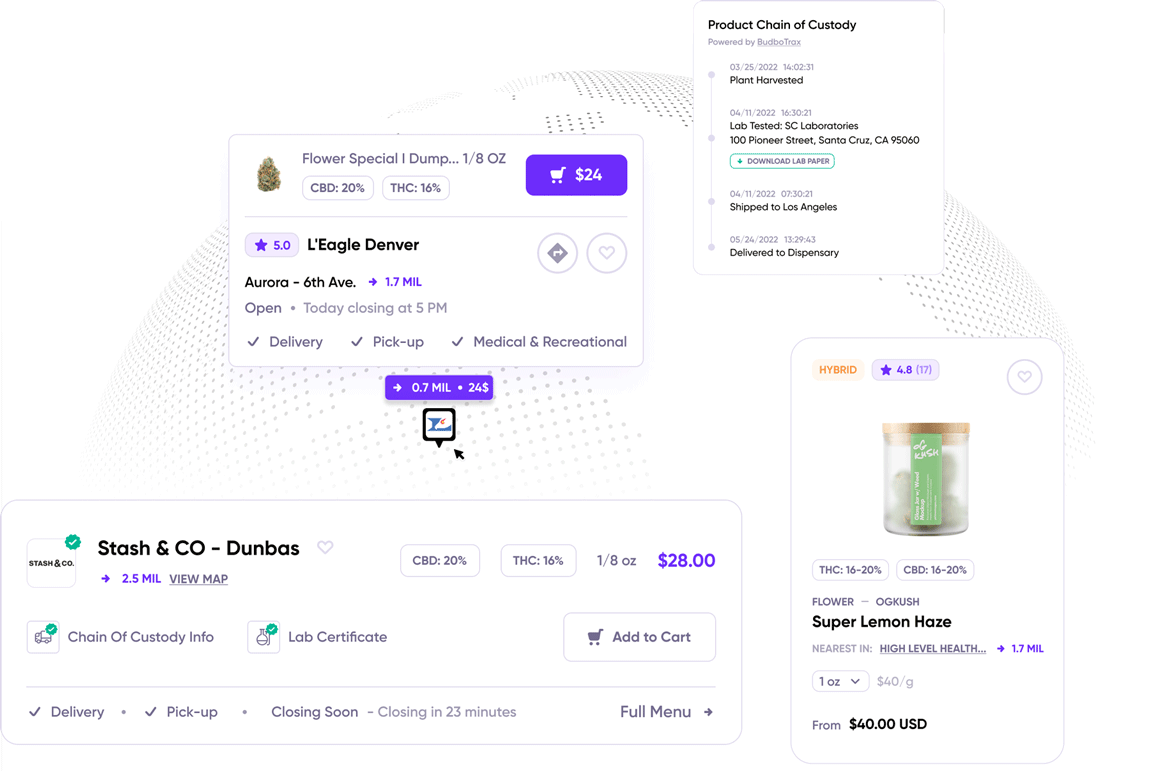 Product Chain of Custody
Powered by BudboTrax
03/25/2022 14:02:31
Plant Harvested
04/11/2022 16:30:21
Lab Tested: SC Laboratories
100 Pioneer Street, Santa Cruz, CA 95060
DOWNLOAD LAB PAPER
04/11/2022 07:30:21
Shipped to Los Angeles
05/24/2022 13:29:43
Delivered to Dispensary
Flower Special I Dump... 1/8 OZ
CBD: 20% THC: 16%
$24
5.0 L'Eagle Denver
Aurora - 6th Ave. 1.7 MIL
Open • Today closing at 5 PM
Delivery Pick-up Medical & Recreational
0.7 MIL • 24$
HYBRID 4.8 (17)
OG
KUSH
THC: 16-20% CBD: 16-20%
FLOWER — OGKUSH
Super Lemon Haze
NEAREST IN: HIGH LEVEL HEALTH... 1.7 MIL
1 oz $40/g
From $40.00 USD
STASH & CO.
Stash & CO - Dunbas
2.5 MIL VIEW MAP
CBD: 20% THC: 16% 1/8 oz $28.00
Chain Of Custody Info Lab Certificate Add to Cart
Delivery • Pick-up • Closing Soon - Closing in 23 minutes Full Menu